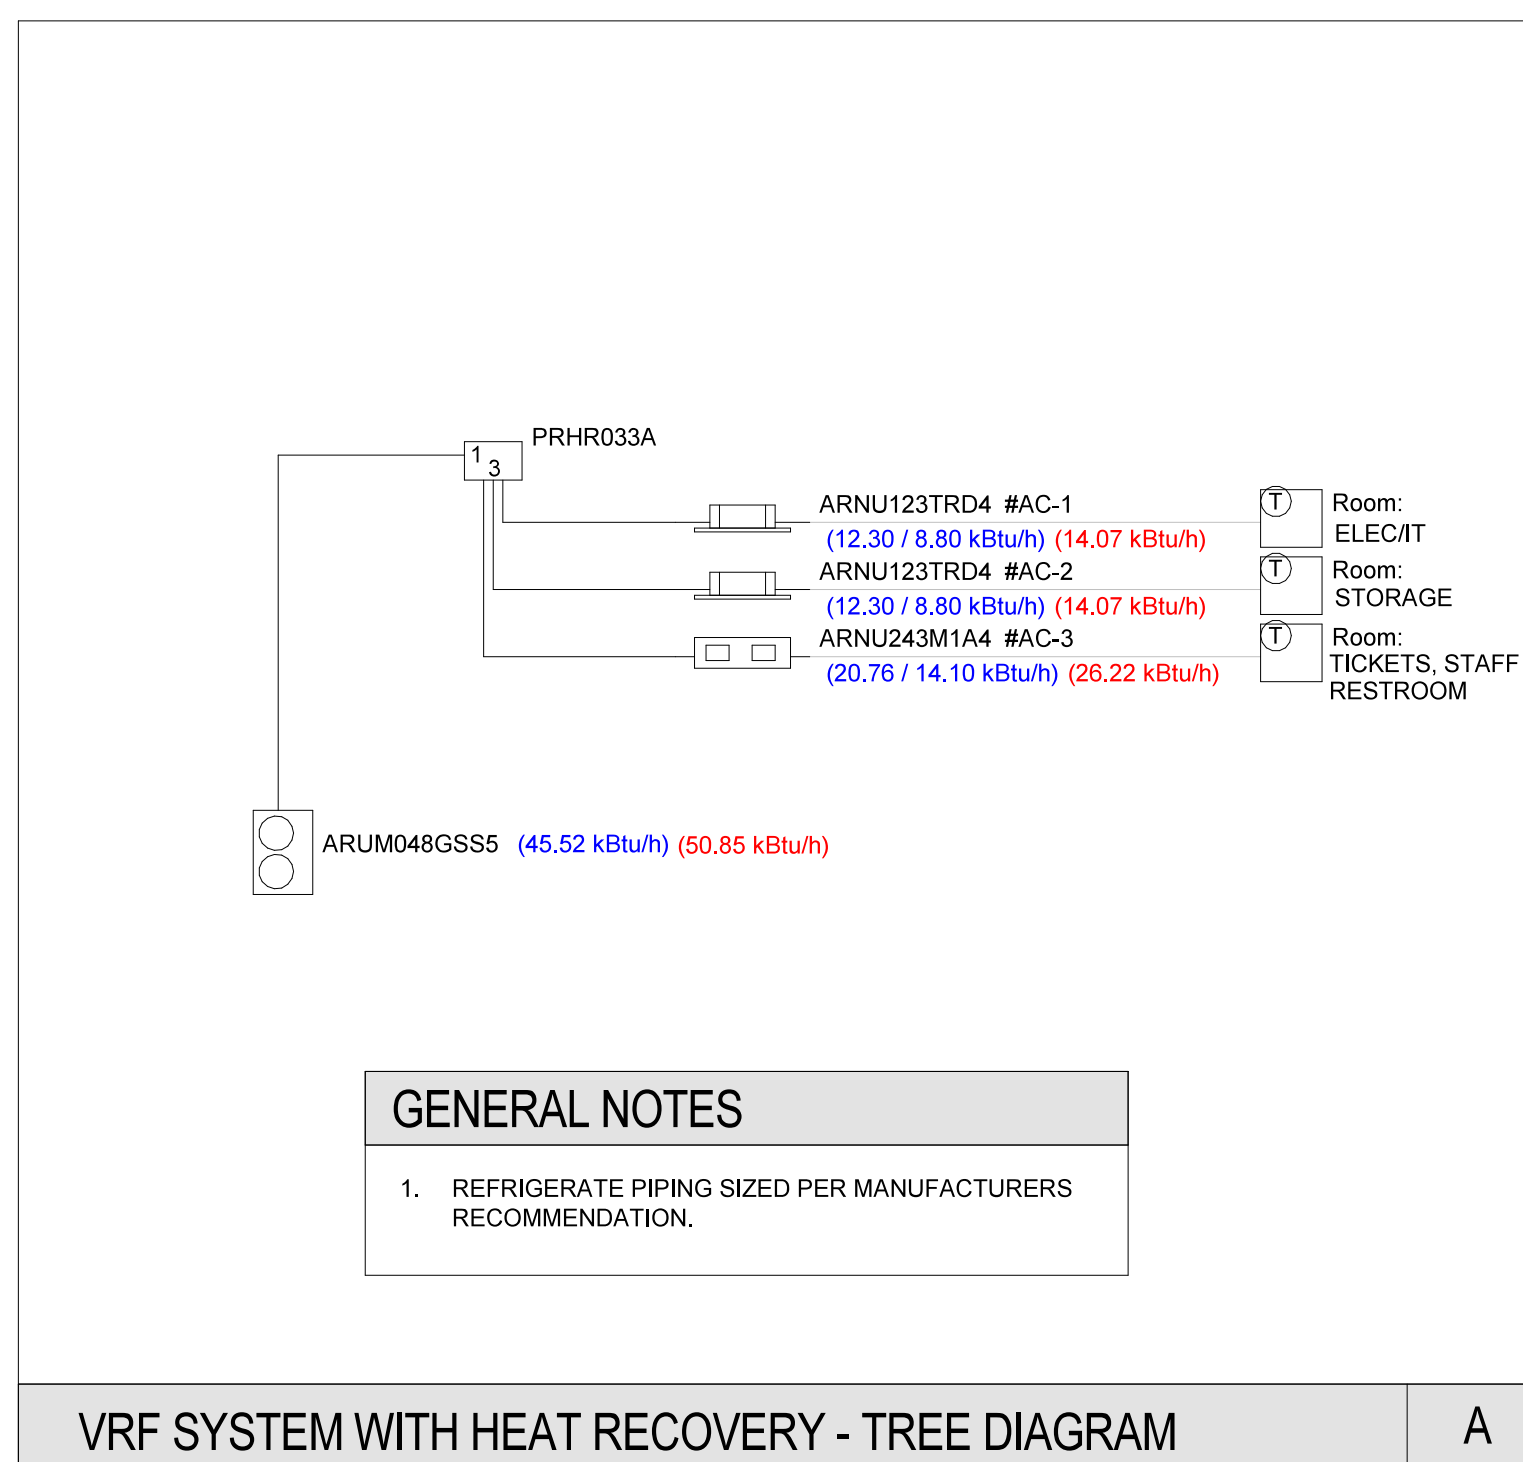 PRHR033A
1
3
ARNU123TRD4 #AC-1
(12.30 / 8.80 kBtu/h) (14.07 kBtu/h)
T
Room:
ELEC/IT
ARNU123TRD4 #AC-2
(12.30 / 8.80 kBtu/h) (14.07 kBtu/h)
T
Room:
STORAGE
ARNU243M1A4 #AC-3
(20.76 / 14.10 kBtu/h) (26.22 kBtu/h)
T
Room:
TICKETS, STAFF
RESTROOM
ARUM048GSS5 (45.52 kBtu/h) (50.85 kBtu/h)
GENERAL NOTES
1. REFRIGERATE PIPING SIZED PER MANUFACTURERS
RECOMMENDATION.
VRF SYSTEM WITH HEAT RECOVERY - TREE DIAGRAM
A